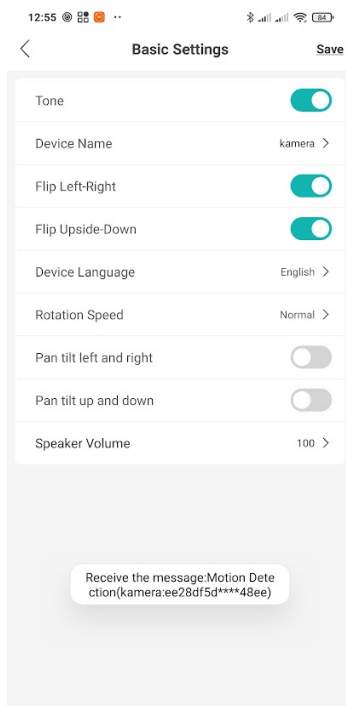 12:55
84
Basic Settings
Save
Tone
Device Name
kamera
Flip Left-Right
Flip Upside-Down
Device Language
English
Rotation Speed
Normal
Pan tilt left and right
Pan tilt up and down
Speaker Volume
100
Receive the message:Motion Dete
ction(kamera:ee28df5d****48ee)